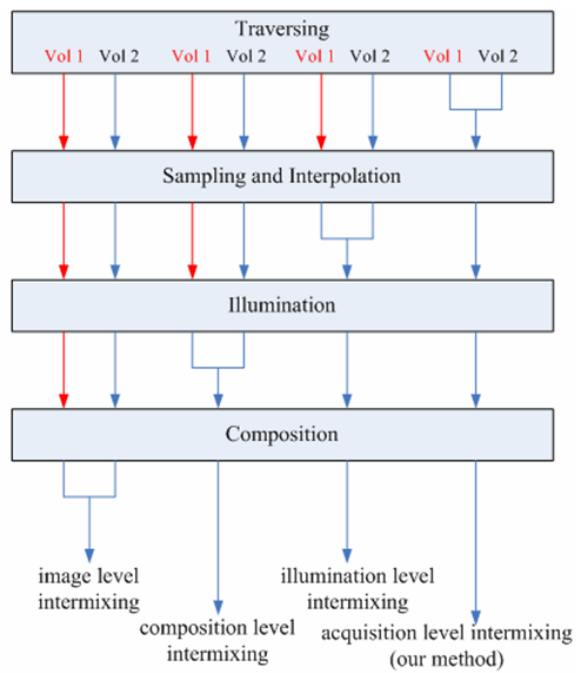 Traversing
Vol 1 Vol 2 Vol 1 Vol 2 Vol 1 Vol 2 Vol 1 Vol 2
Sampling and Interpolation
Illumination
Composition
image level
intermixing
composition level
intermixing
illumination level
intermixing
acquisition level intermixing
(our method)